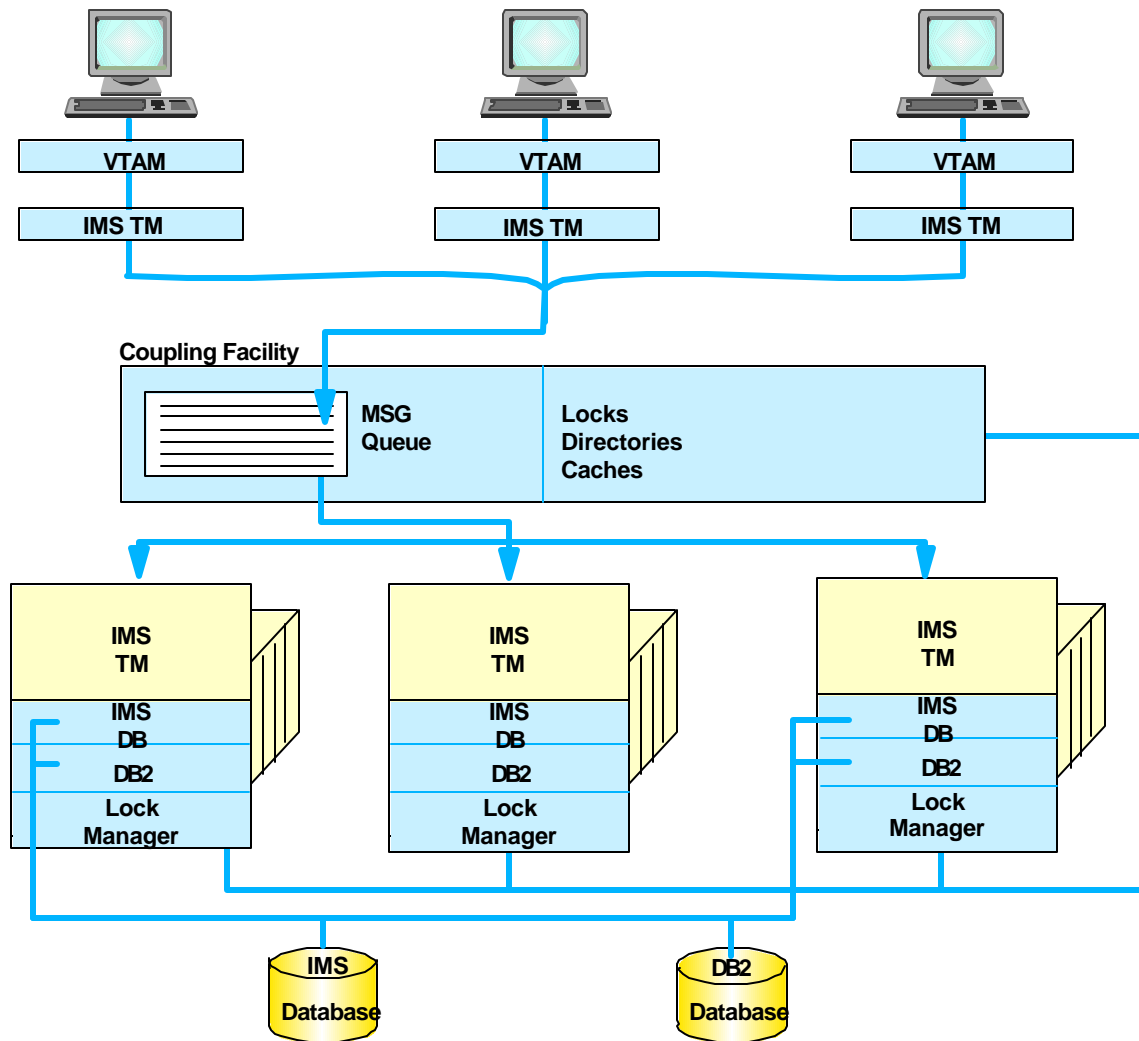 VTAM
VTAM
VTAM
IMS TM
IMS TM
IMS TM
Coupling Facility
MSG
Queue
Locks
Directories
Caches
IMS
TM
IMS
DB
DB2
Lock
Manager
IMS
TM
IMS
DB
DB2
Lock
Manager
IMS
TM
IMS
DB
DB2
Lock
Manager
IMS
Database
DB2
Database